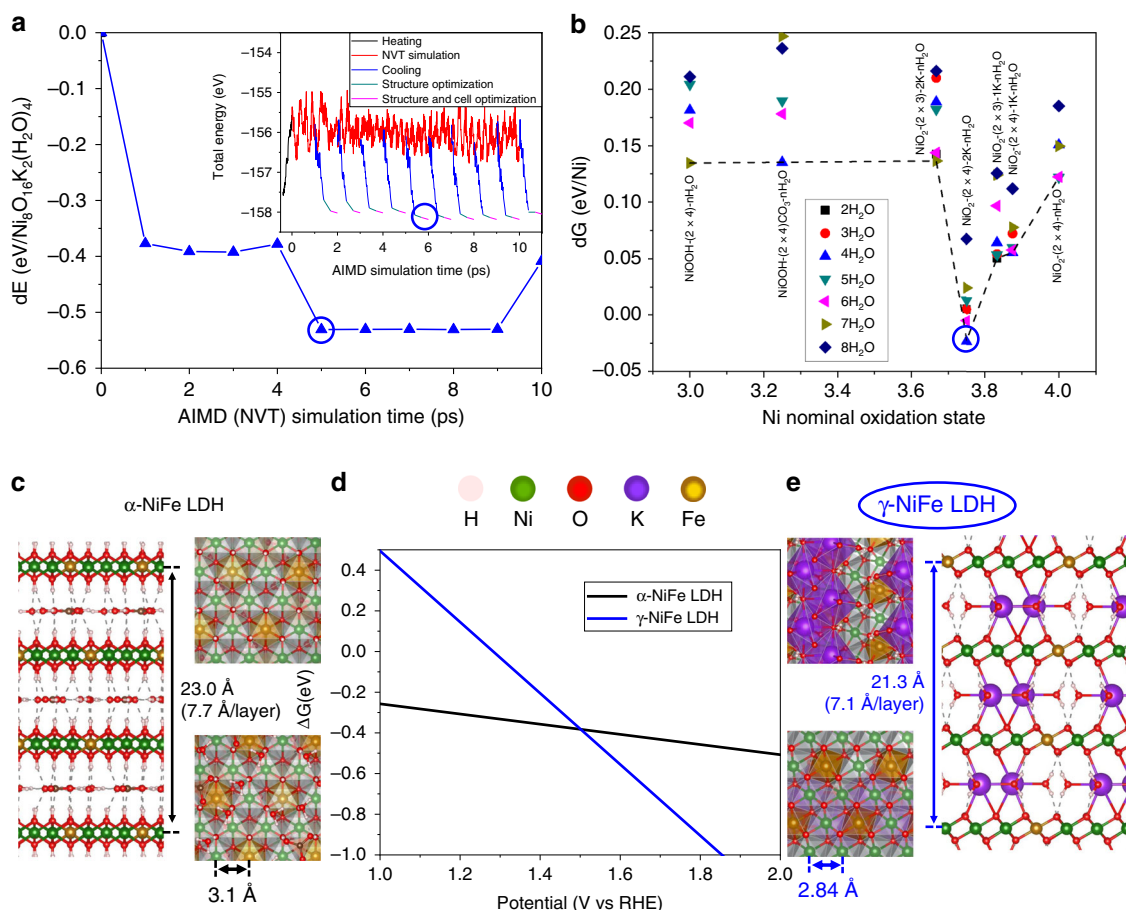 a
0.0
−0.1
−0.2
−0.3
−0.4
−0.5
−0.6
dE (eV/Ni₈O₁₆K₂(H₂O)₄)
0
2
4
6
8
10
AIMD (NVT) simulation time (ps)
−154
−155
−156
−157
−158
Total energy (eV)
Heating
NVT simulation
Cooling
Structure optimization
Structure and cell optimization
0
2
4
6
8
10
AIMD simulation time (ps)
b
0.25
0.20
0.15
0.10
0.05
0.00
−0.05
dG (eV/Ni)
NiOOH-(2 × 4)-nH₂O
NiOOH-(2 × 4)CO₃-nH₂O
NiO₂-(2 × 3)-2K-nH₂O
NiO₂-(2 × 4)-2K-nH₂O
NiO₂-(2 × 3)-1K-nH₂O
NiO₂-(2 × 4)-1K-nH₂O
NiO₂-(2 × 4)-nH₂O
2H₂O
3H₂O
4H₂O
5H₂O
6H₂O
7H₂O
8H₂O
3.0
3.2
3.4
3.6
3.8
4.0
Ni nominal oxidation state
c
α-NiFe LDH
23.0 Å
(7.7 Å/layer)
3.1 Å
d
H
Ni
O
K
Fe
0.4
0.2
0.0
−0.2
−0.4
−0.6
−0.8
−1.0
ΔG(eV)
α-NiFe LDH
γ-NiFe LDH
1.0
1.2
1.4
1.6
1.8
2.0
Potential (V vs RHE)
e
γ-NiFe LDH
21.3 Å
(7.1 Å/layer)
2.84 Å